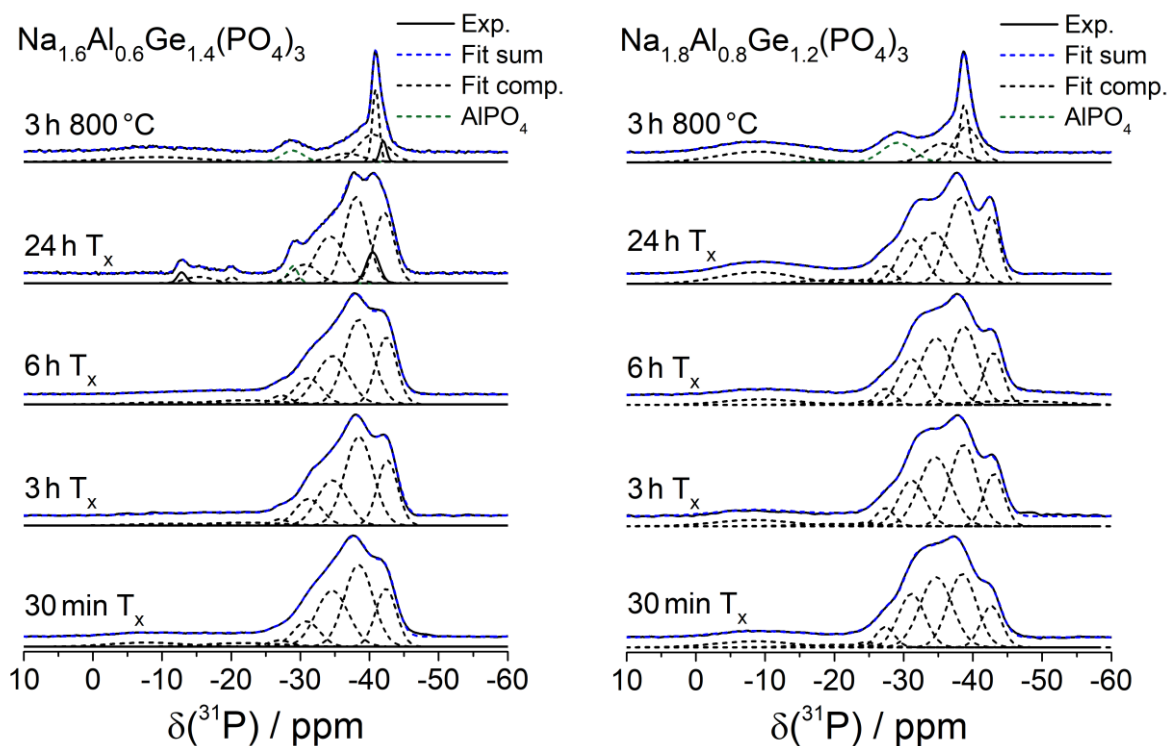 Na1.6Al0.6Ge1.4(PO4)3
Exp.
Fit sum
Fit comp.
AlPO4
3 h 800 °C
24 h Tx
6 h Tx
3 h Tx
30 min Tx
10 0 -10 -20 -30 -40 -50 -60
δ(31P) / ppm
Na1.8Al0.8Ge1.2(PO4)3
Exp.
Fit sum
Fit comp.
AlPO4
3 h 800 °C
24 h Tx
6 h Tx
3 h Tx
30 min Tx
10 0 -10 -20 -30 -40 -50 -60
δ(31P) / ppm